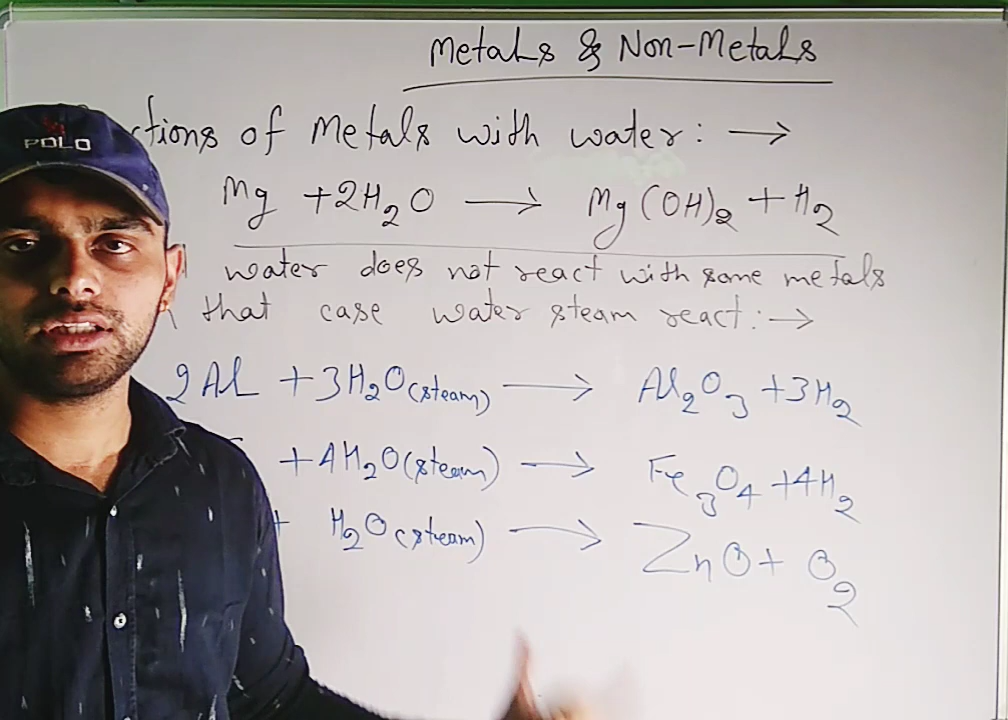 Metals & Non-Metals
POLO
ctions of Metals with water: →
Mg + 2H₂O → Mg(OH)₂ + H₂
water does not react with some metals
that case water steam react: →
2Al + 3H₂O(steam) → Al₂O₃ + 3H₂
+ 4H₂O(steam) → Fe₃O₄ + 4H₂
+ H₂O(steam) → ZnO + O₂